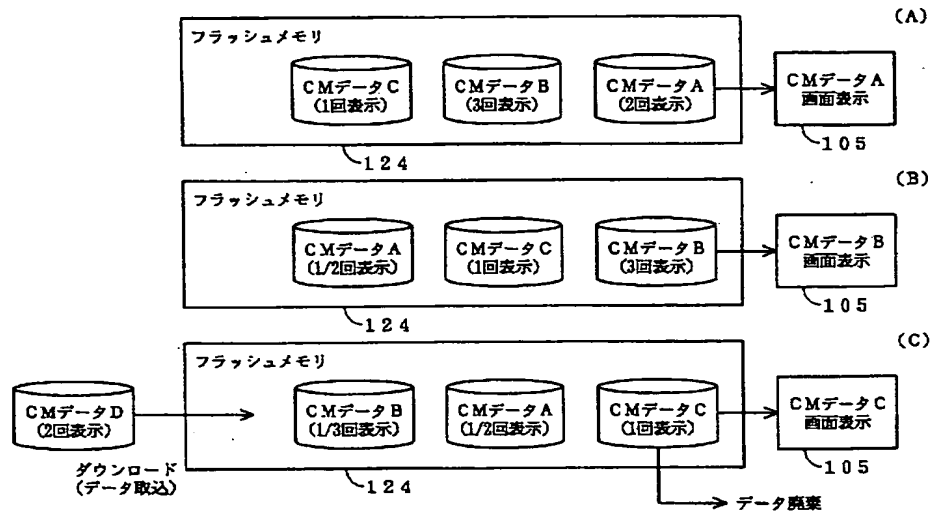 (A)
フラッシュメモリ
CMデータC
(1回表示)
CMデータB
(3回表示)
CMデータA
(2回表示)
CMデータA
画面表示
124
105
(B)
フラッシュメモリ
CMデータA
(1/2回表示)
CMデータC
(1回表示)
CMデータB
(3回表示)
CMデータB
画面表示
124
105
(C)
フラッシュメモリ
CMデータD
(2回表示)
CMデータB
(1/3回表示)
CMデータA
(1/2回表示)
CMデータC
(1回表示)
CMデータC
画面表示
ダウンロード
(データ取込)
124
105
データ廃棄